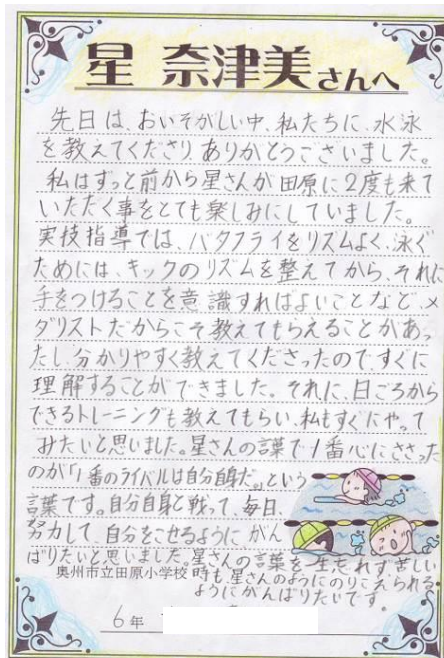 星 奈津美さんへ
先日は、おいそがしい中、私たちに、水泳
を教えてくださり、ありがとうございました。
私はずっと前から星さんが田原に2度も来て
いただく事をとても楽しみにしていました。
実技指導では、バタフライをリズムよく泳ぐ
ためには、キックのリズムを整えてから、それに
手をつけることを意識すればよいことなど、メ
ダリストだからこそ教えてもらえることがあっ
たし、分かりやすく教えてくださったので、すぐに
理解することができました。それに、日ごろから
できるトレーニングも教えてもらい、私もすぐにやって
みたいと思いました。星さんの言葉で1番心にささった
のが「1番のライバルは自分自身だ。」という
言葉です。自分自身と戦って、毎日、
努力して、自分をこせるように がん
ばりたいと思いました。星さんの言葉を一生忘れず、苦しい
時も、星さんのようにのりこえられる
ようにがんばりたいです。
奥州市立田原小学校
6年